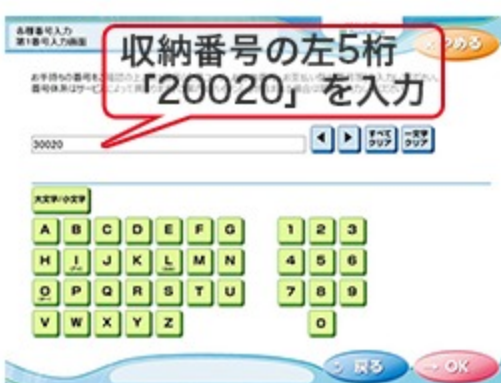 各種番号入力
第1番号入力画面
収納番号の左5桁
「20020」を入力
やめる
30020
すべて
クリア
一文字
クリア
大文字/小文字
A B C D E F G 1 2 3
H I J K L M N 4 5 6
O P Q R S T U 7 8 9
V W X Y Z 0
戻る
→ OK